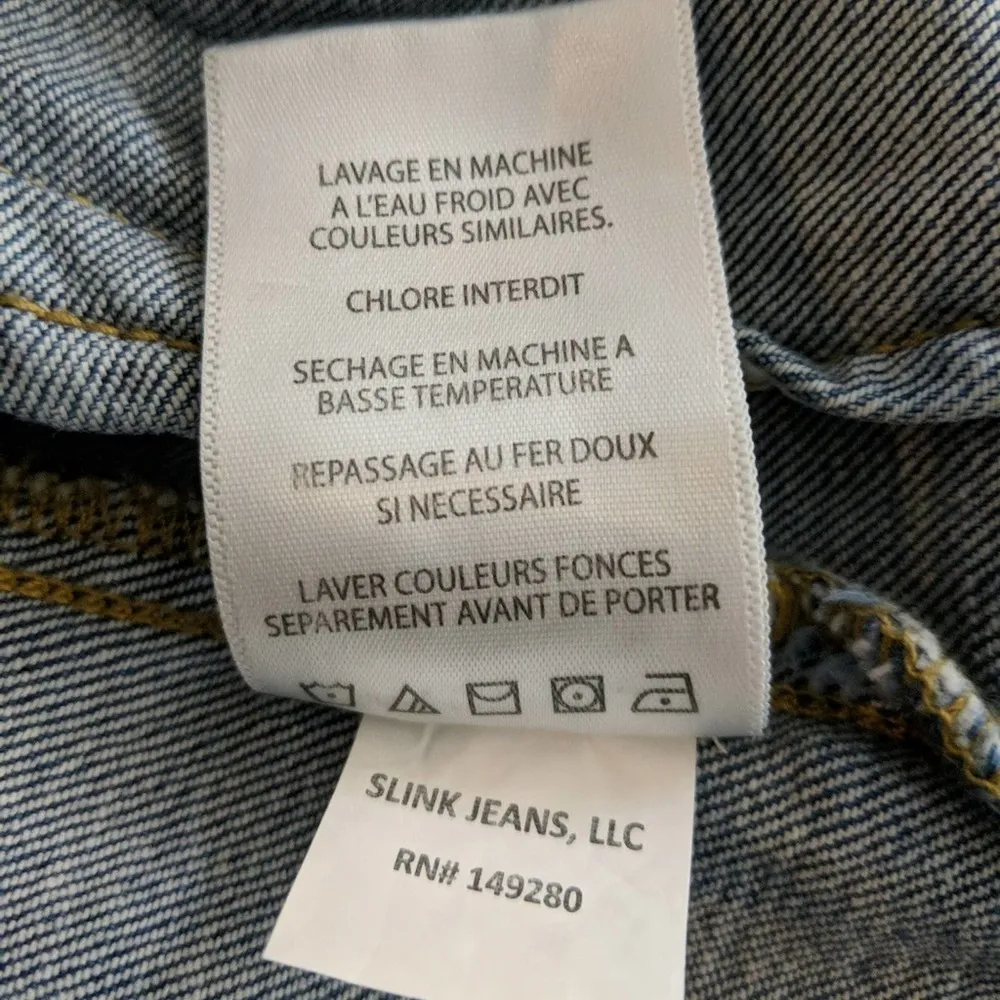 LAVAGE EN MACHINE
A L'EAU FROID AVEC
COULEURS SIMILAIRES.
CHLORE INTERDIT
SECHAGE EN MACHINE A
BASSE TEMPERATURE
REPASSAGE AU FER DOUX
SI NECESSAIRE
LAVER COULEURS FONCES
SEPAREMENT AVANT DE PORTER
SLINK JEANS, LLC
RN# 149280